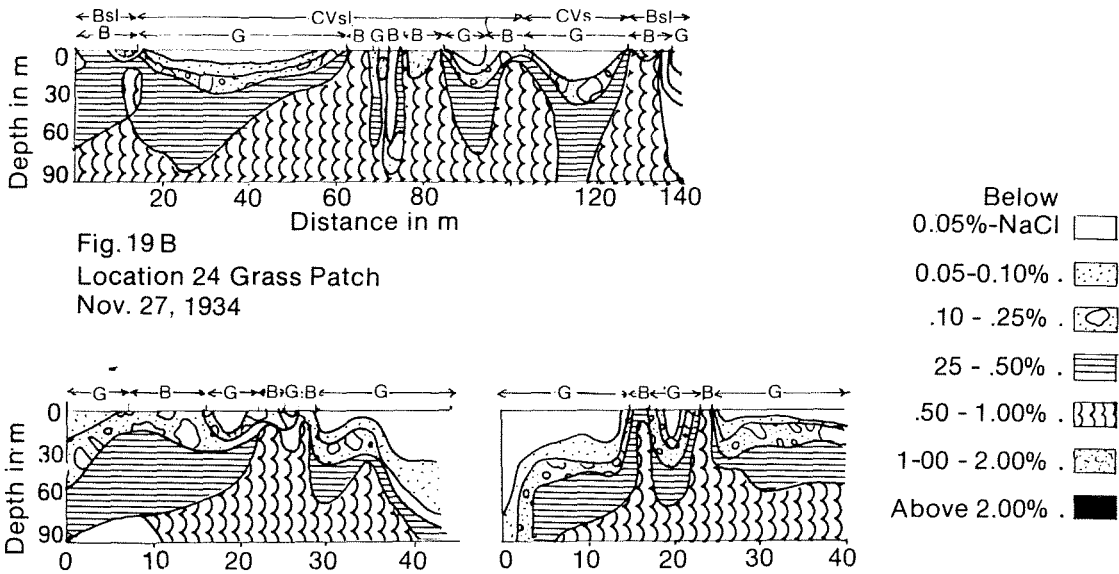 Bsl CVsl CVs Bsl
B G B G B B G B G B G
Depth in m
0
30
60
90
20 40 60 80 120 140
Distance in m
Fig. 19 B
Location 24 Grass Patch
Nov. 27, 1934
Below
0.05%-NaCl
0.05-0.10% .
.10 - .25% .
25 - .50% .
.50 - 1.00% .
1-00 - 2.00% .
Above 2.00% .
G B G B G B G
Depth in m
0
30
60
90
0 10 20 30 40
G B G B G
0 10 20 30 40